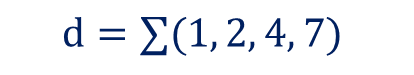 d = ∑(1, 2, 4, 7)